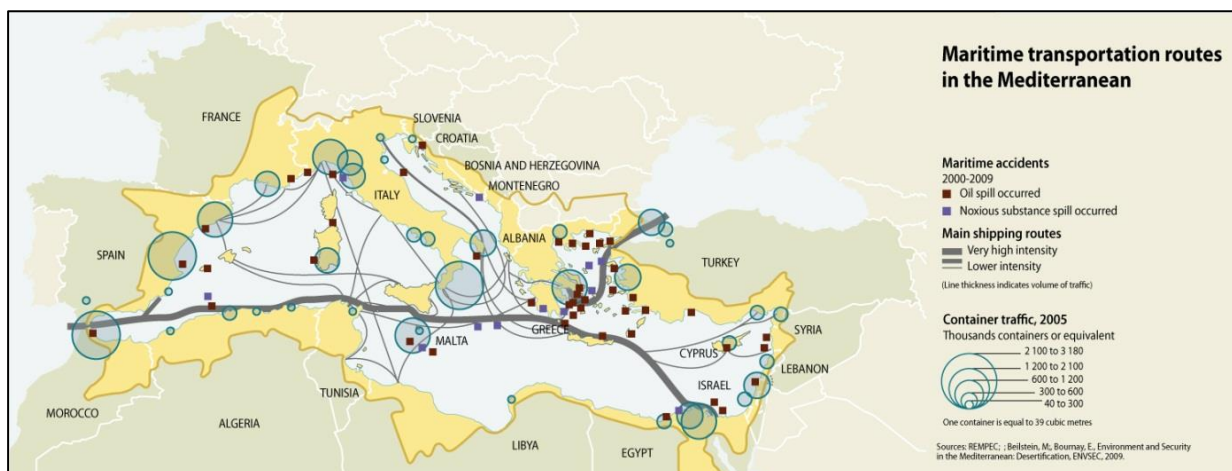 Maritime transportation routes
in the Mediterranean
Maritime accidents
2000-2009
Oil spill occurred
Noxious substance spill occurred
Main shipping routes
Very high intensity
Lower intensity
(Line thickness indicates volume of traffic)
Container traffic, 2005
Thousands containers or equivalent
2 100 to 3 180
1 200 to 2 100
600 to 1 200
300 to 600
40 to 300
One container is equal to 39 cubic metres
Sources: REMPEC; ; Beilstein, M.; Bournay, E., Environment and Security
in the Mediterranean: Desertification, ENVSEC, 2009.
FRANCE
SLOVENIA
CROATIA
BOSNIA AND HERZEGOVINA
MONTENEGRO
ITALY
ALBANIA
SPAIN
TURKEY
GREECE
SYRIA
MALTA
CYPRUS
LEBANON
TUNISIA
ISRAEL
MOROCCO
ALGERIA
LIBYA
EGYPT